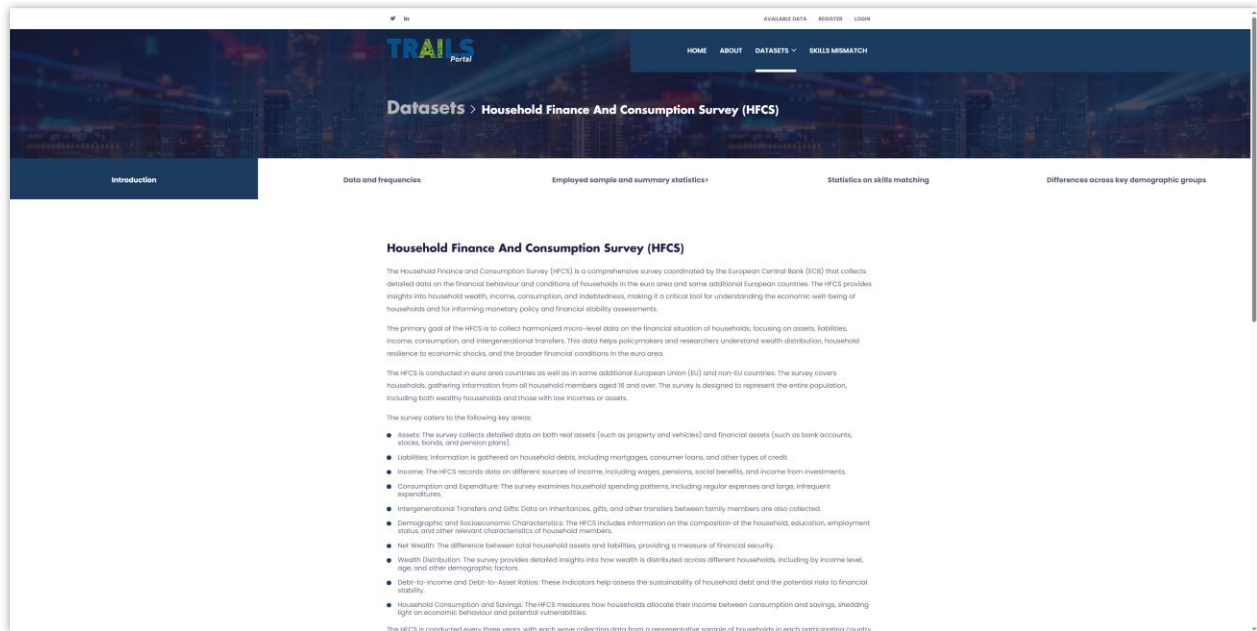 AVAILABLE DATA REGISTER LOGIN
TRAILS
Portal
HOME ABOUT DATASETS SKILLS MISMATCH
Datasets > Household Finance And Consumption Survey (HFCS)
Introduction
Data and frequencies
Employed sample and summary statistics>
Statistics on skills matching
Differences across key demographic groups
Household Finance And Consumption Survey (HFCS)
The Household Finance and Consumption Survey (HFCS) is a comprehensive survey coordinated by the European Central Bank (ECB) that collects
detailed data on the financial behaviour and conditions of households in the euro area and some additional European countries. The HFCS provides
insights into household wealth, income, consumption, and indebtedness, making it a critical tool for understanding the economic well-being of
households and for informing monetary policy and financial stability assessments.
The primary goal of the HFCS is to collect harmonized micro-level data on the financial situation of households, focusing on assets, liabilities,
income, consumption, and intergenerational transfers. This data helps policymakers and researchers understand wealth distribution, household
resilience to economic shocks, and the broader financial conditions in the euro area.
The HFCS is conducted in euro area countries as well as in some additional European Union (EU) and non-EU countries. The survey covers
households, gathering information from all household members aged 16 and over. The survey is designed to represent the entire population,
including both wealthy households and those with low incomes or assets.
The survey caters to the following key areas:
Assets: The survey collects detailed data on both real assets (such as property and vehicles) and financial assets (such as bank accounts,
stocks, bonds, and pension plans).
Liabilities: Information is gathered on household debts, including mortgages, consumer loans, and other types of credit.
Income: The HFCS records data on different sources of income, including wages, pensions, social benefits, and income from investments.
Consumption and Expenditure: The survey examines household spending patterns, including regular expenses and large, infrequent
expenditures.
Intergenerational Transfers and Gifts: Data on inheritances, gifts, and other transfers between family members are also collected.
Demographic and Socioeconomic Characteristics: The HFCS includes information on the composition of the household, education, employment
status, and other relevant characteristics of household members.
Net Wealth: The difference between total household assets and liabilities, providing a measure of financial security.
Wealth Distribution: The survey provides detailed insights into how wealth is distributed across different households, including by income level,
age, and other demographic factors.
Debt-to-Income and Debt-to-Asset Ratios: These indicators help assess the sustainability of household debt and the potential risks to financial
stability.
Household Consumption and Savings: The HFCS measures how households allocate their income between consumption and savings, shedding
light on economic behaviour and potential vulnerabilities.
The HFCS is conducted every three years, with each wave collecting data from a representative sample of households in each participating country.